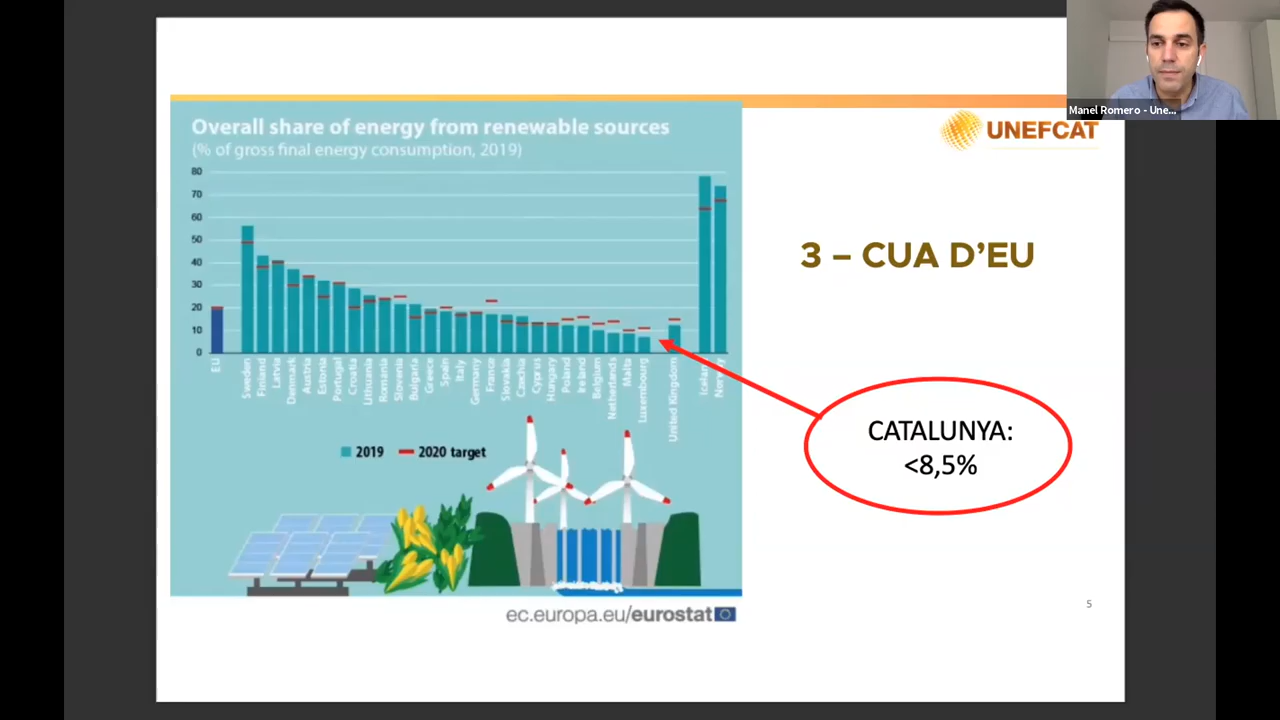 Manel Romero - Une...
UNEFCAT
Overall share of energy from renewable sources
(% of gross final energy consumption, 2019)
80
70
60
50
40
30
20
10
0
EU
Sweden
Finland
Latvia
Denmark
Austria
Estonia
Portugal
Croatia
Lithuania
Romania
Slovenia
Bulgaria
Greece
Spain
Italy
Germany
France
Slovakia
Czechia
Cyprus
Hungary
Poland
Ireland
Belgium
Netherlands
Malta
Luxembourg
United Kingdom
Iceland
Norway
2019
2020 target
3 – CUA D’EU
CATALUNYA:
<8,5%
ec.europa.eu/eurostat
5